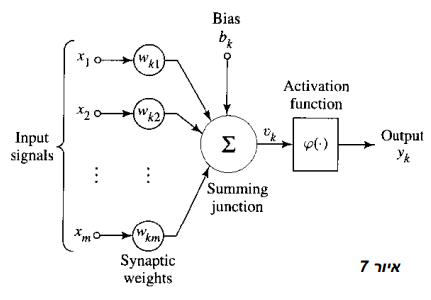 Bias
b_k
x_1
w_k1
Activation
function
x_2
w_k2
Input
signals
Σ
v_k
φ(·)
Output
y_k
Summing
junction
x_m
w_km
Synaptic
weights
איור 7